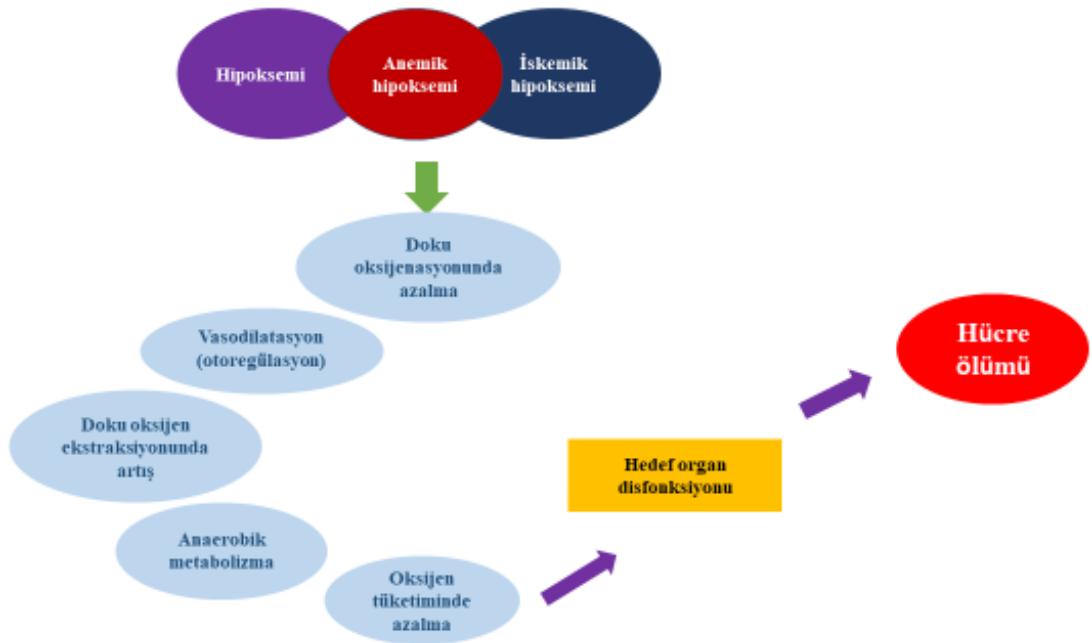 Hipoksemi
Anemik
hipoksemi
İskemik
hipoksemi
Doku
oksijenasyonunda
azalma
Vasodilatasyon
(otoregülasyon)
Doku oksijen
ekstraksiyonunda
artış
Anaerobik
metabolizma
Oksijen
tüketiminde
azalma
Hedef organ
disfonksiyonu
Hücre
ölümü